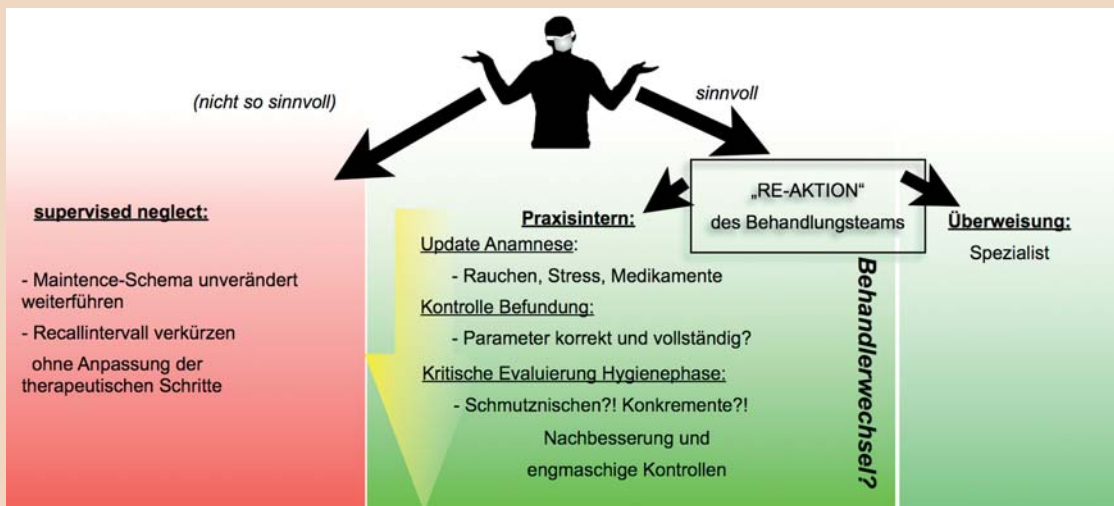 (nicht so sinnvoll)
sinnvoll
supervised neglect:
- Maintence-Schema unverändert
weiterführen
- Recallintervall verkürzen
ohne Anpassung der
therapeutischen Schritte
„RE-AKTION“
des Behandlungsteams
Praxisintern:
Update Anamnese:
- Rauchen, Stress, Medikamente
Kontrolle Befundung:
- Parameter korrekt und vollständig?
Kritische Evaluierung Hygienephase:
- Schmutznischen?! Konkremente?!
Nachbesserung und
engmaschige Kontrollen
Behandlerwechsel?
Überweisung:
Spezialist